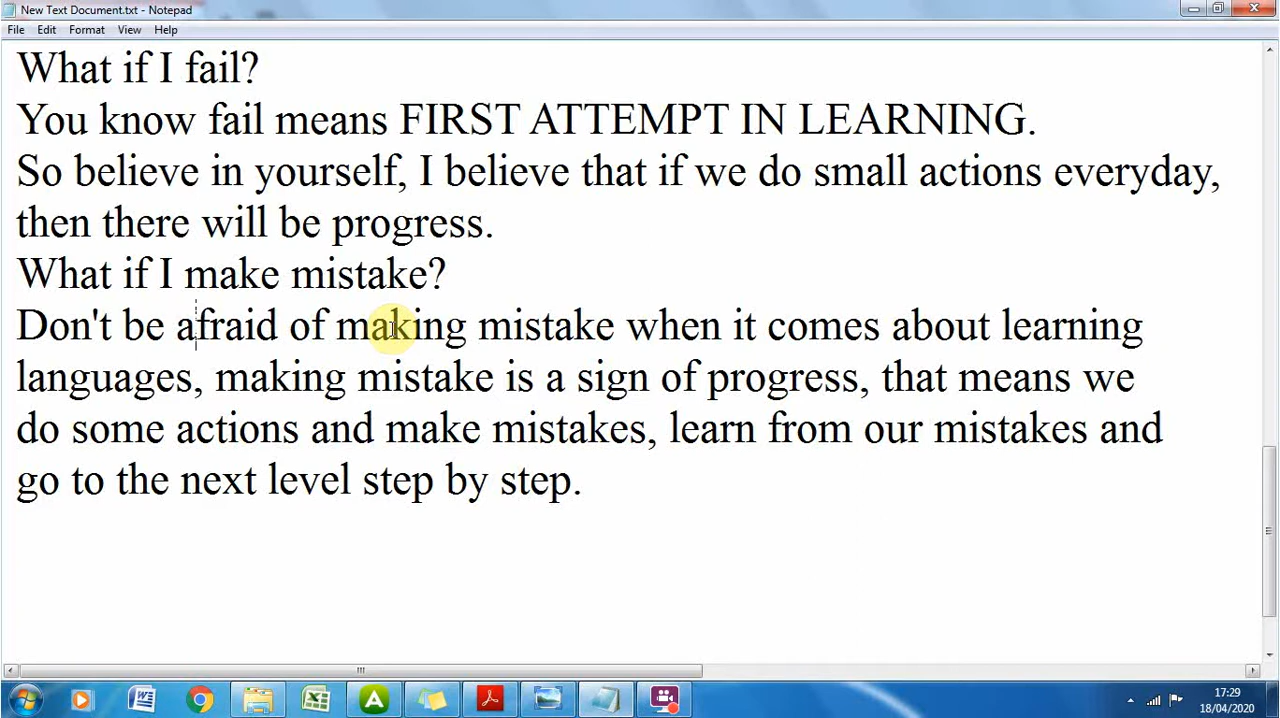 New Text Document.txt - Notepad
File Edit Format View Help
What if I fail?
You know fail means FIRST ATTEMPT IN LEARNING.
So believe in yourself, I believe that if we do small actions everyday,
then there will be progress.
What if I make mistake?
Don't be afraid of making mistake when it comes about learning
languages, making mistake is a sign of progress, that means we
do some actions and make mistakes, learn from our mistakes and
go to the next level step by step.
17:29
18/04/2020